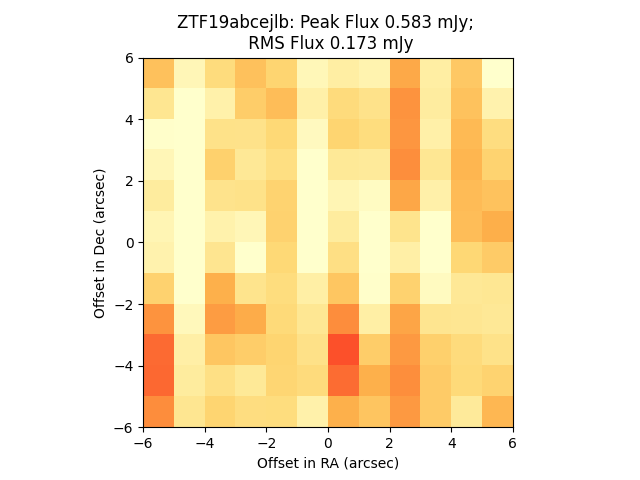 ZTF19abcejlb: Peak Flux 0.583 mJy;
RMS Flux 0.173 mJy
6
4
2
0
−2
−4
−6
Offset in Dec (arcsec)
−6 −4 −2 0 2 4 6
Offset in RA (arcsec)